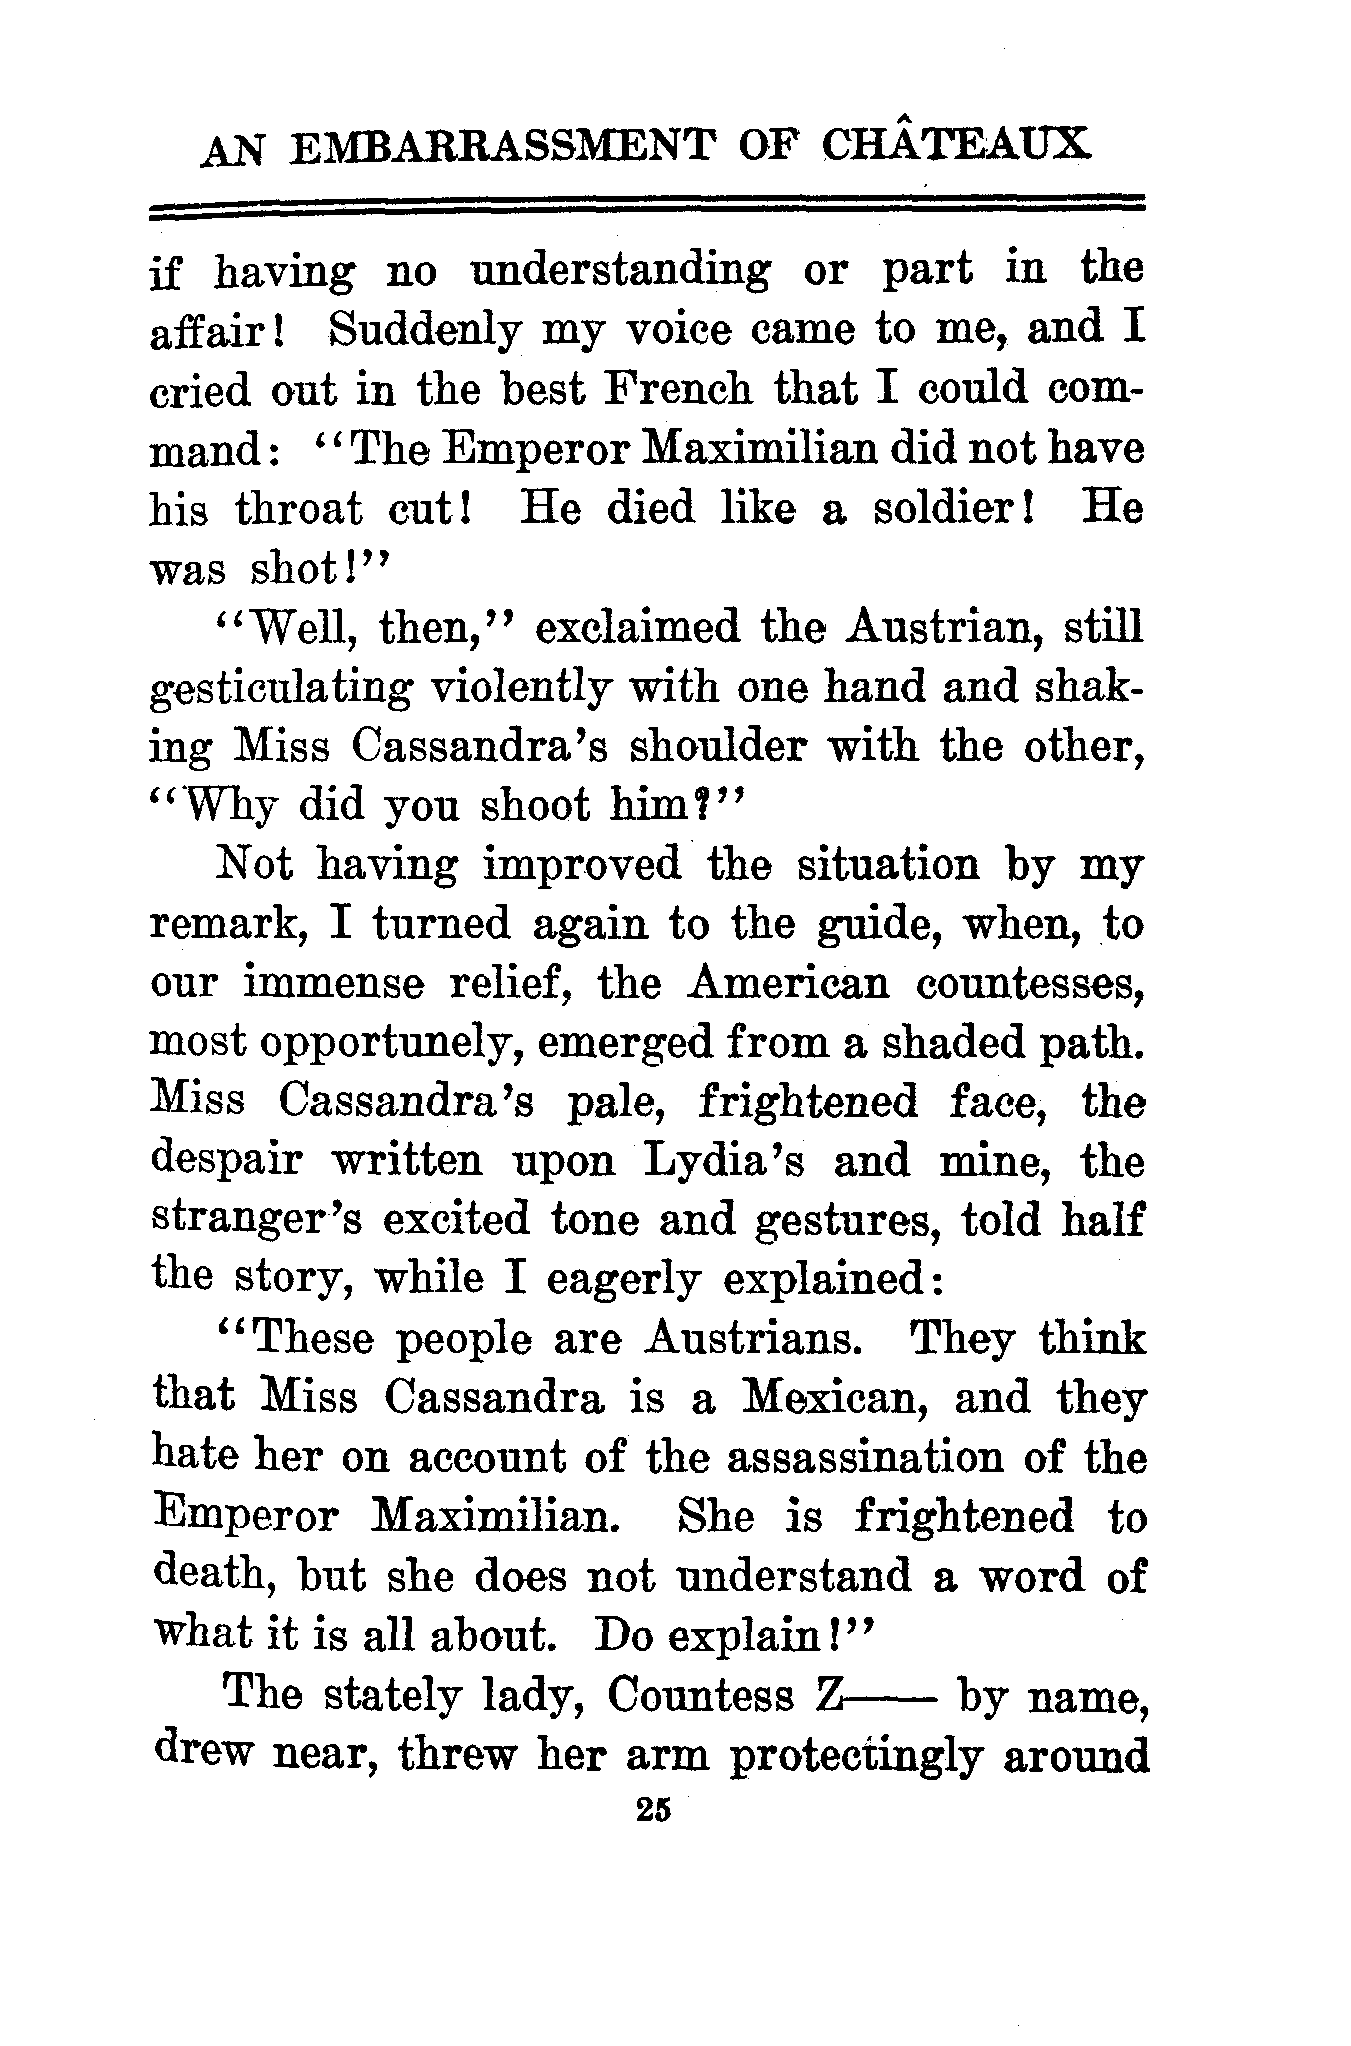 AN EMBARRASSMENT OF CHÂTEAUX
if having no understanding or part in the
affair! Suddenly my voice came to me, and I
cried out in the best French that I could com-
mand: "The Emperor Maximilian did not have
his throat cut! He died like a soldier! He
was shot!"
"Well, then," exclaimed the Austrian, still
gesticulating violently with one hand and shak-
ing Miss Cassandra's shoulder with the other,
"Why did you shoot him?"
Not having improved the situation by my
remark, I turned again to the guide, when, to
our immense relief, the American countesses,
most opportunely, emerged from a shaded path.
Miss Cassandra's pale, frightened face, the
despair written upon Lydia's and mine, the
stranger's excited tone and gestures, told half
the story, while I eagerly explained:
"These people are Austrians. They think
that Miss Cassandra is a Mexican, and they
hate her on account of the assassination of the
Emperor Maximilian. She is frightened to
death, but she does not understand a word of
what it is all about. Do explain!"
The stately lady, Countess Z—— by name,
drew near, threw her arm protectingly around
25